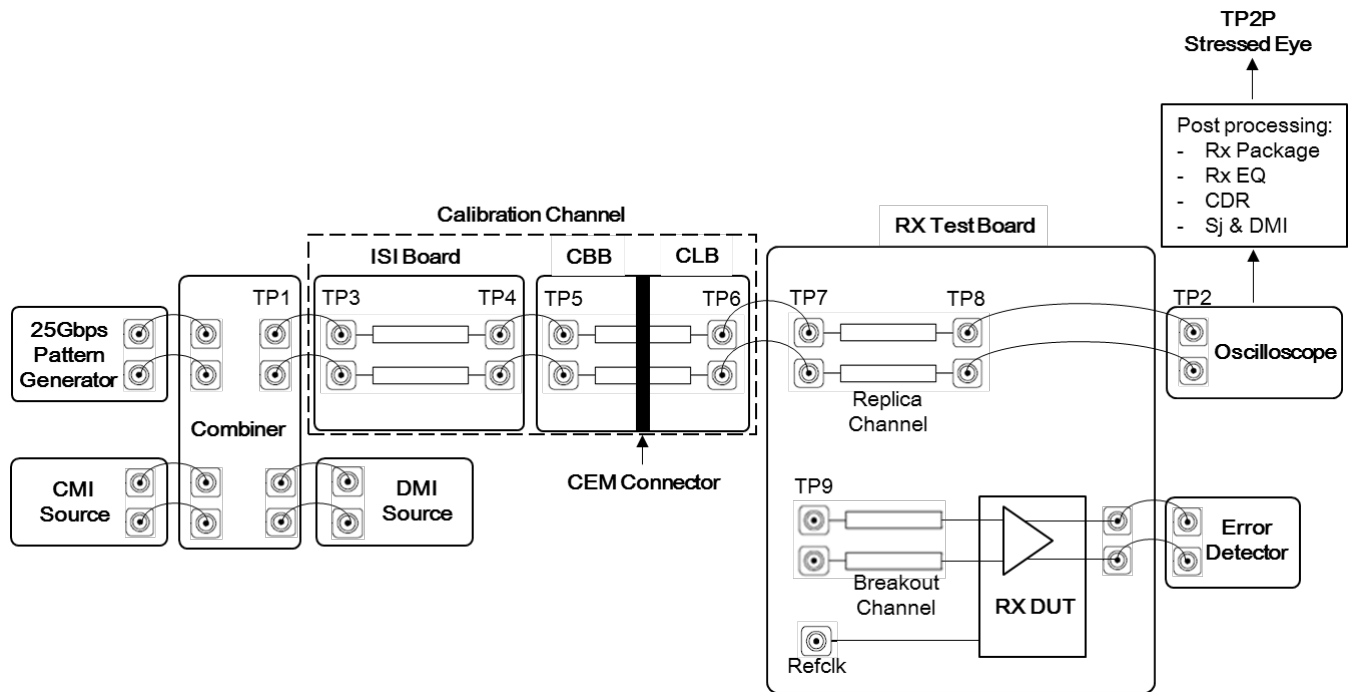 TP2P
Stressed Eye
Post processing:
- Rx Package
- Rx EQ
- CDR
- Sj & DMI
Calibration Channel
RX Test Board
ISI Board
CBB
CLB
TP1
TP3
TP4
TP5
TP6
TP7
TP8
TP2
25Gbps
Pattern
Generator
Oscilloscope
Combiner
Replica
Channel
CMI
Source
DMI
Source
CEM Connector
TP9
Breakout
Channel
RX DUT
Error
Detector
Refclk